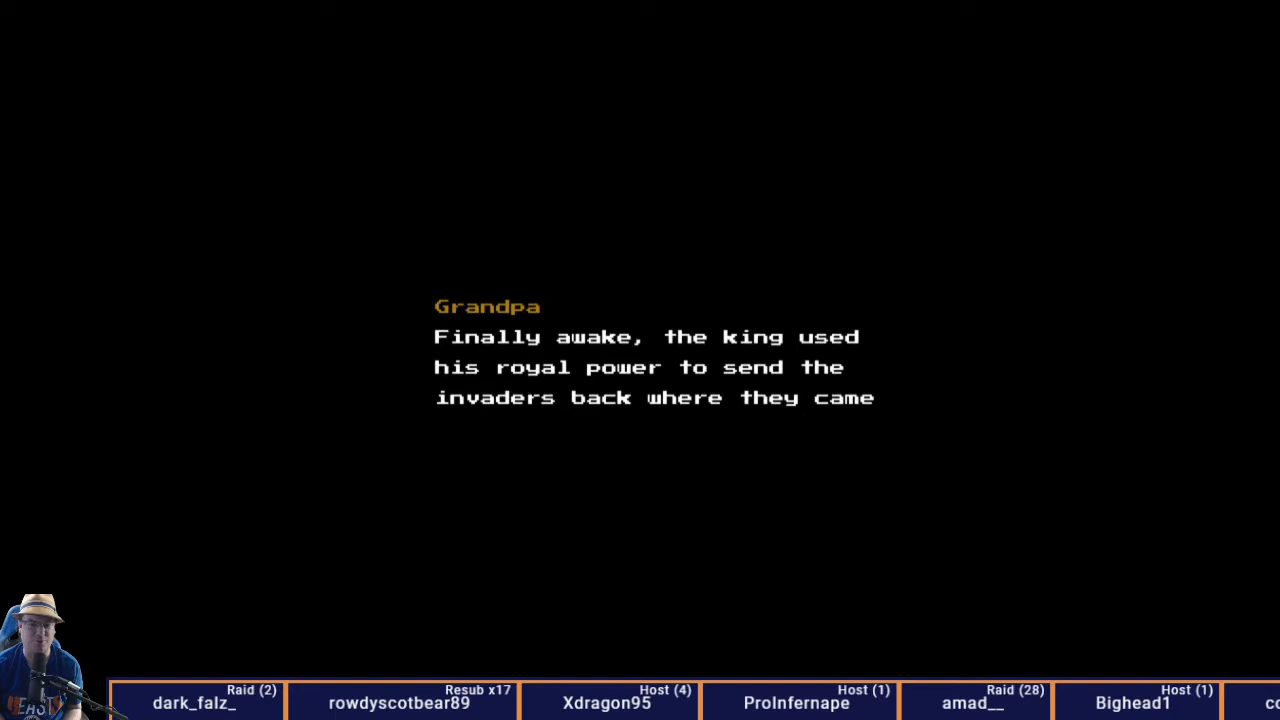 Grandpa
Finally awake, the king used
his royal power to send the
invaders back where they came
Raid (2)
dark_falz_
Resub x17
rowdyscotbear89
Host (4)
Xdragon95
Host (1)
ProInfernape
Raid (28)
amad__
Host (1)
Bighead1